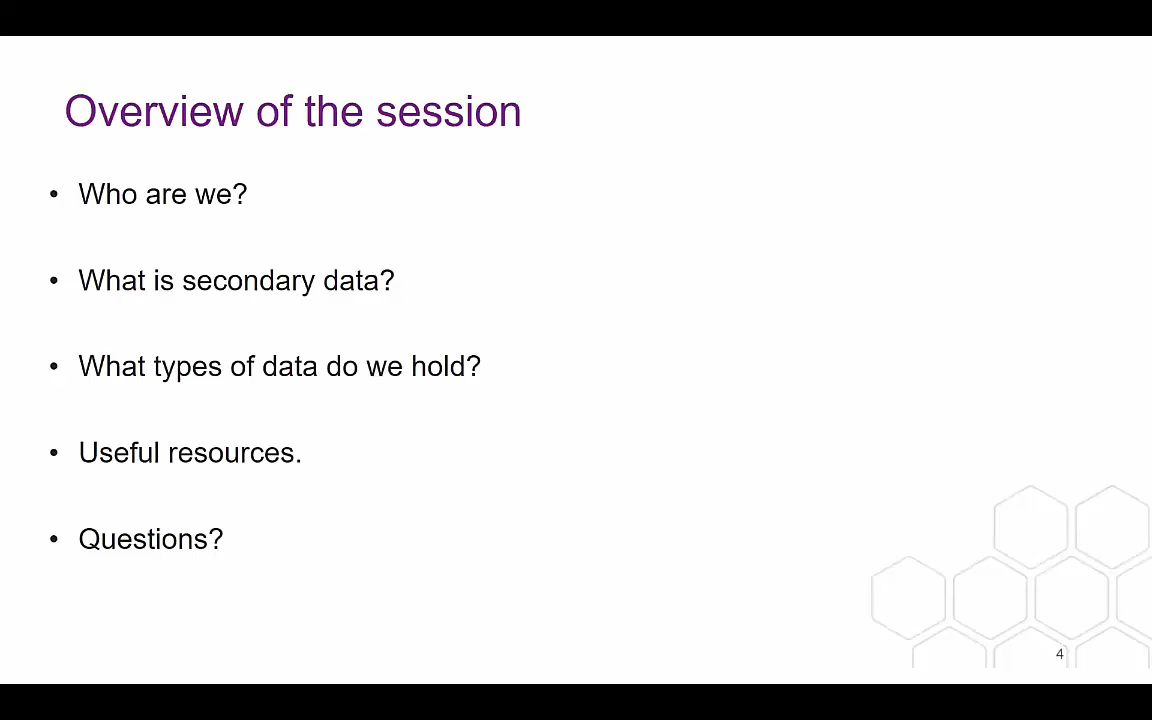 Overview of the session
• Who are we?
• What is secondary data?
• What types of data do we hold?
• Useful resources.
• Questions?
4